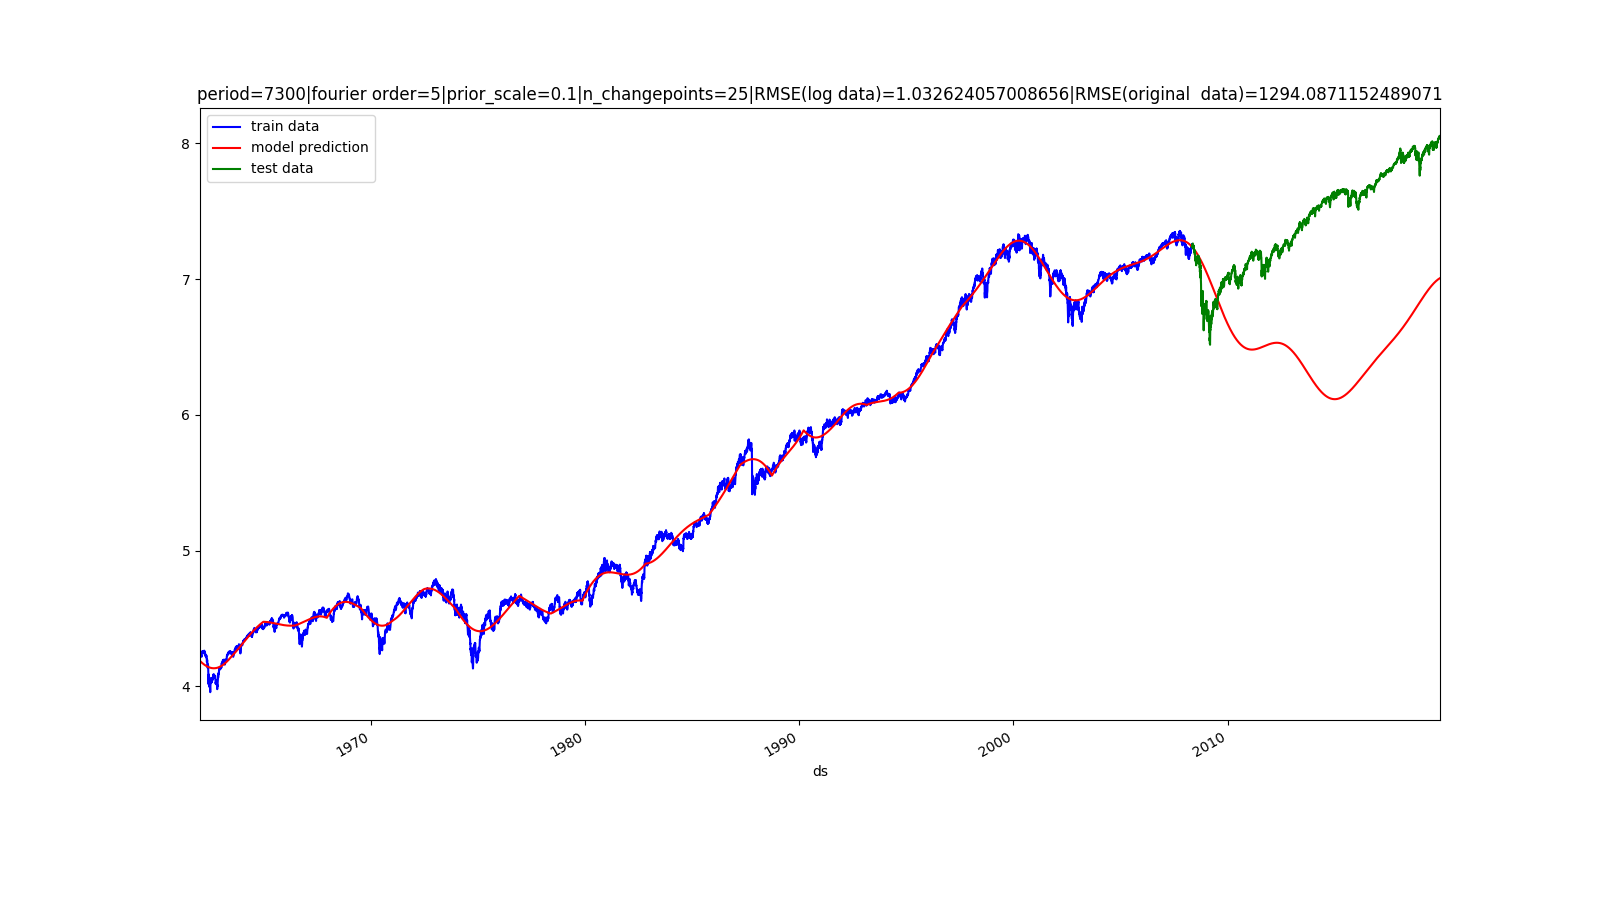 period=7300|fourier order=5|prior_scale=0.1|n_changepoints=25|RMSE(log data)=1.032624057008656|RMSE(original  data)=1294.0871152489071
train data
model prediction
test data
8
7
6
5
4
1970
1980
1990
2000
2010
ds